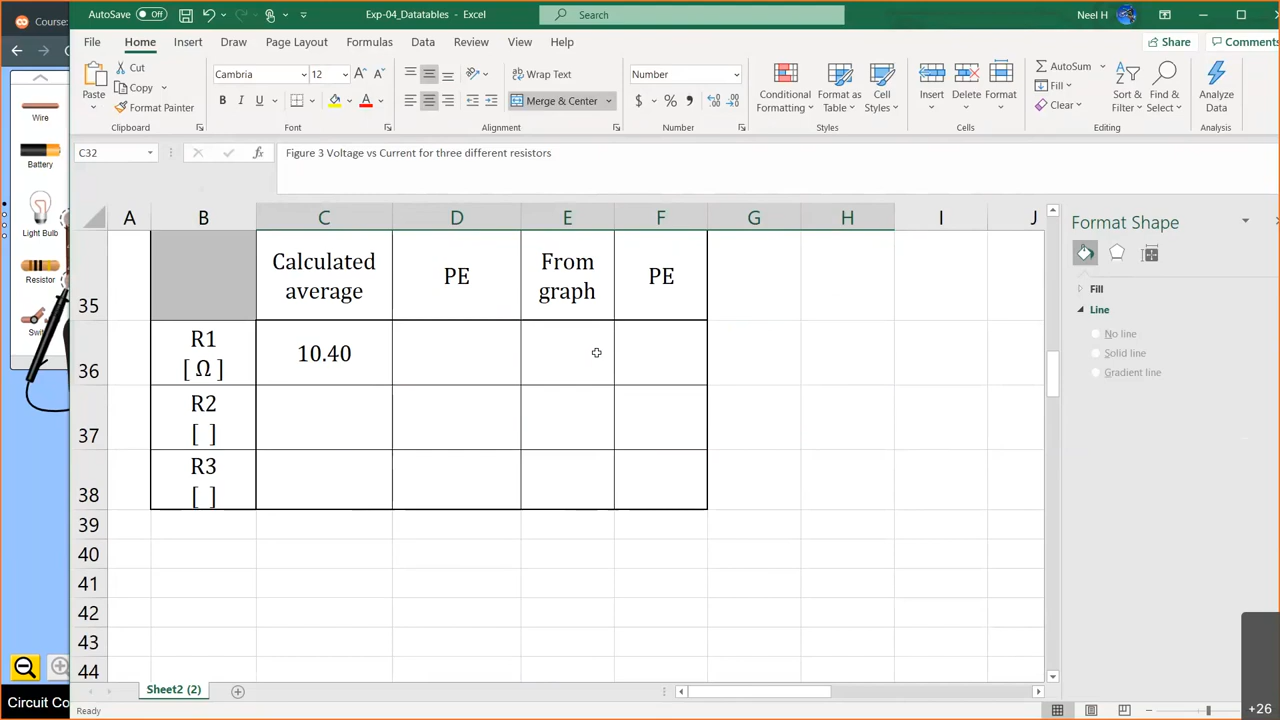 Course:
AutoSave Off
Exp-04_Datatables - Excel
Search
Neel H
File Home Insert Draw Page Layout Formulas Data Review View Help
Share Comments
Paste
Cut
Copy
Format Painter
Clipboard
Cambria 12
B I U
Font
Wrap Text
Merge & Center
Alignment
Number
$ %
Number
Conditional Formatting
Format as Table
Cell Styles
Styles
Insert Delete Format
Cells
AutoSum
Fill
Clear
Sort & Filter
Find & Select
Editing
Analyze Data
Analysis
Wire
Battery
Light Bulb
Resistor
C32
fx Figure 3 Voltage vs Current for three different resistors
A B C D E F G H I J
35 Calculated average PE From graph PE
36 R1 [ Ω ] 10.40
37 R2 [ ]
38 R3 [ ]
39
40
41
42
43
44
Format Shape
Fill
Line
No line
Solid line
Gradient line
Sheet2 (2)
Ready
Circuit Co
+26